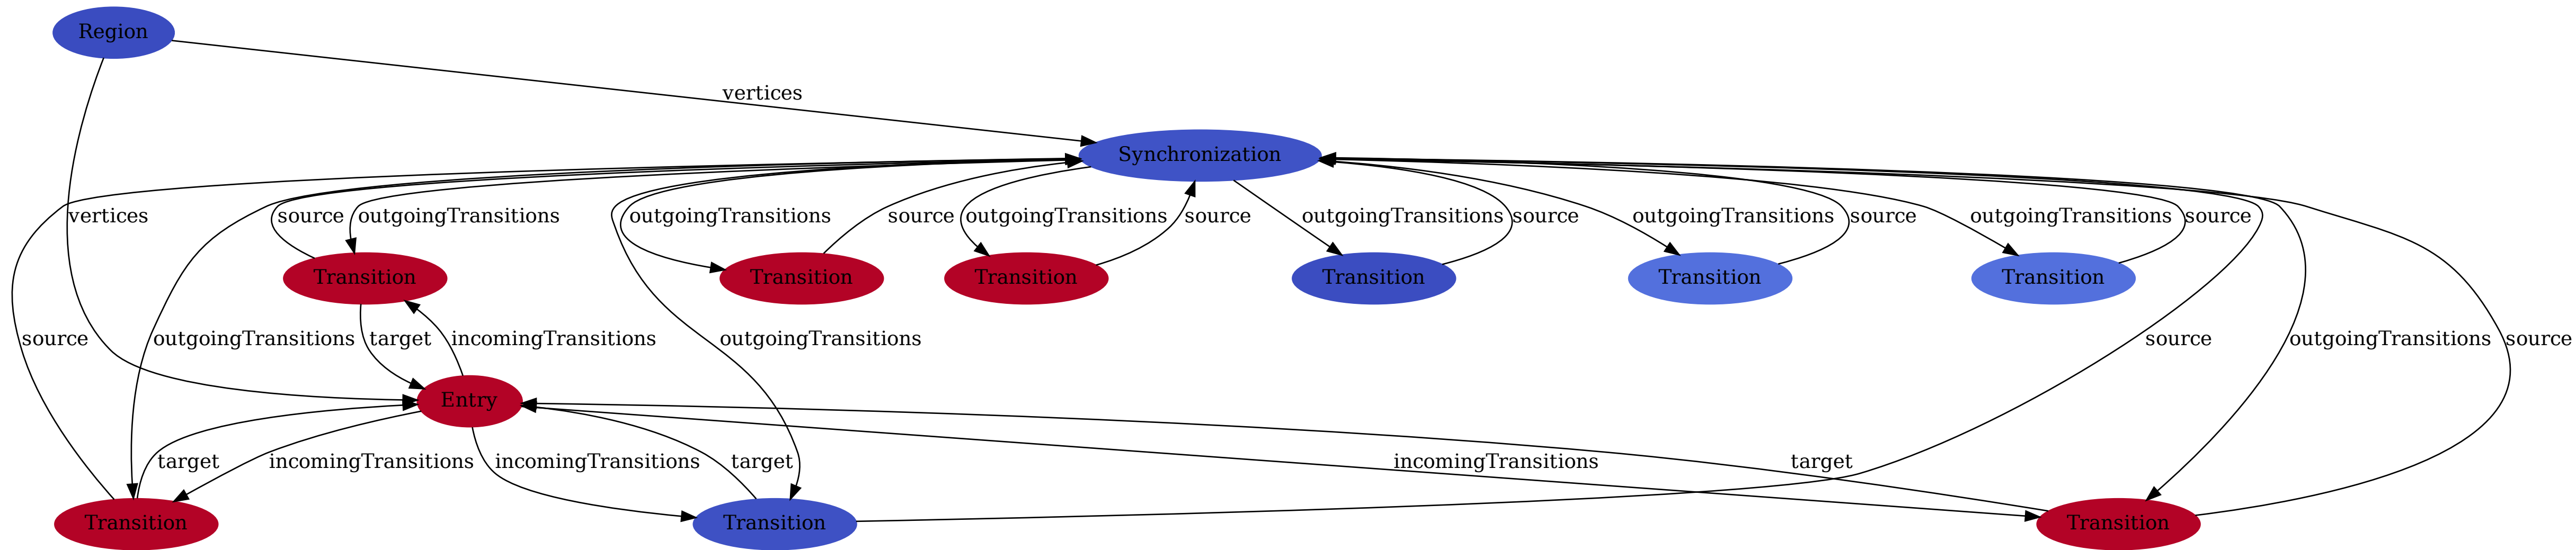 Region
vertices
Synchronization
vertices
source
outgoingTransitions
outgoingTransitions
source
outgoingTransitions
source
outgoingTransitions
source
outgoingTransitions
source
outgoingTransitions
source
Transition
Transition
Transition
Transition
Transition
Transition
source
outgoingTransitions
target
incomingTransitions
outgoingTransitions
source
outgoingTransitions
source
Entry
target
incomingTransitions
incomingTransitions
target
incomingTransitions
target
Transition
Transition
Transition